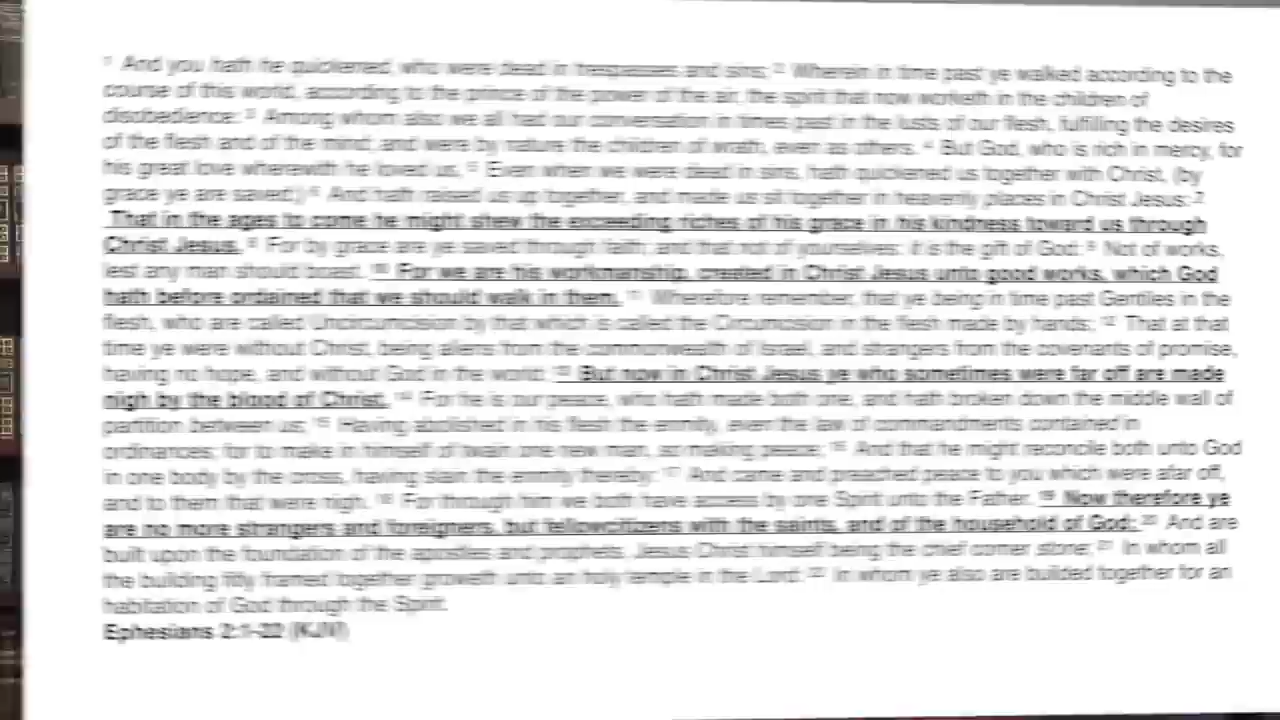 1 And you hath he quickened, who were dead in trespasses and sins; 2 Wherein in time past ye walked according to the
course of this world, according to the prince of the power of the air, the spirit that now worketh in the children of
disobedience: 3 Among whom also we all had our conversation in times past in the lusts of our flesh, fulfilling the desires
of the flesh and of the mind; and were by nature the children of wrath, even as others. 4 But God, who is rich in mercy, for
his great love wherewith he loved us, 5 Even when we were dead in sins, hath quickened us together with Christ, (by
grace ye are saved;) 6 And hath raised us up together, and made us sit together in heavenly places in Christ Jesus: 7
That in the ages to come he might shew the exceeding riches of his grace in his kindness toward us through
Christ Jesus. 8 For by grace are ye saved through faith; and that not of yourselves: it is the gift of God: 9 Not of works,
lest any man should boast. 10 For we are his workmanship, created in Christ Jesus unto good works, which God
hath before ordained that we should walk in them. 11 Wherefore remember, that ye being in time past Gentiles in the
flesh, who are called Uncircumcision by that which is called the Circumcision in the flesh made by hands; 12 That at that
time ye were without Christ, being aliens from the commonwealth of Israel, and strangers from the covenants of promise,
having no hope, and without God in the world: 13 But now in Christ Jesus ye who sometimes were far off are made
nigh by the blood of Christ. 14 For he is our peace, who hath made both one, and hath broken down the middle wall of
partition between us; 15 Having abolished in his flesh the enmity, even the law of commandments contained in
ordinances; for to make in himself of twain one new man, so making peace; 16 And that he might reconcile both unto God
in one body by the cross, having slain the enmity thereby: 17 And came and preached peace to you which were afar off,
and to them that were nigh. 18 For through him we both have access by one Spirit unto the Father. 19 Now therefore ye
are no more strangers and foreigners, but fellowcitizens with the saints, and of the household of God; 20 And are
built upon the foundation of the apostles and prophets, Jesus Christ himself being the chief corner stone; 21 In whom all
the building fitly framed together groweth unto an holy temple in the Lord: 22 In whom ye also are builded together for an
habitation of God through the Spirit.
Ephesians 2:1-22 (KJV)